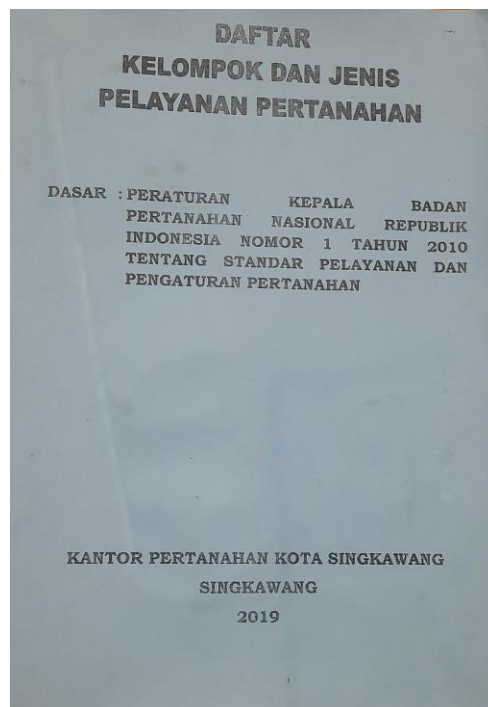 DAFTAR
KELOMPOK DAN JENIS
PELAYANAN PERTANAHAN
DASAR : PERATURAN KEPALA BADAN
PERTANAHAN NASIONAL REPUBLIK
INDONESIA NOMOR 1 TAHUN 2010
TENTANG STANDAR PELAYANAN DAN
PENGATURAN PERTANAHAN
KANTOR PERTANAHAN KOTA SINGKAWANG
SINGKAWANG
2019